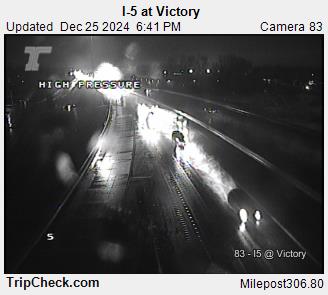 I-5 at Victory
Updated Dec 25 2024 6:41 PM Camera 83
T
HIGH PRESSURE
S
83 - I5 @ Victory
TripCheck.com Milepost306.80